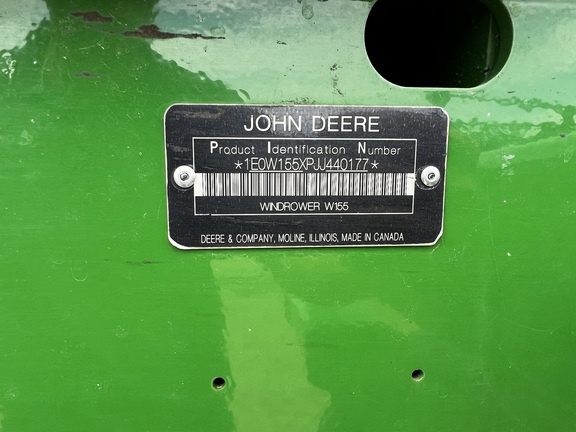 JOHN DEERE
Product Identification Number
*1E0W155XPJJ440177*
WINDROWER W155
DEERE & COMPANY, MOLINE, ILLINOIS, MADE IN CANADA